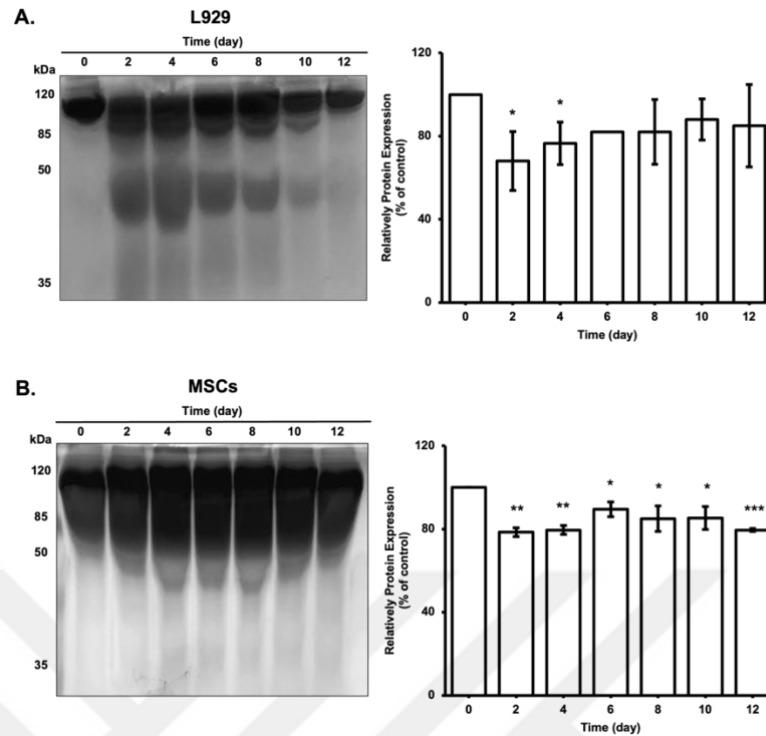 A.
L929
Time (day)
0 2 4 6 8 10 12
kDa
120
85
50
35
120
80
40
0
Relatively Protein Expression
(% of control)
* *
0 2 4 6 8 10 12
Time (day)
B.
MSCs
Time (day)
0 2 4 6 8 10 12
kDa
120
85
50
35
120
80
40
0
Relatively Protein Expression
(% of control)
** ** * * * ***
0 2 4 6 8 10 12
Time (day)